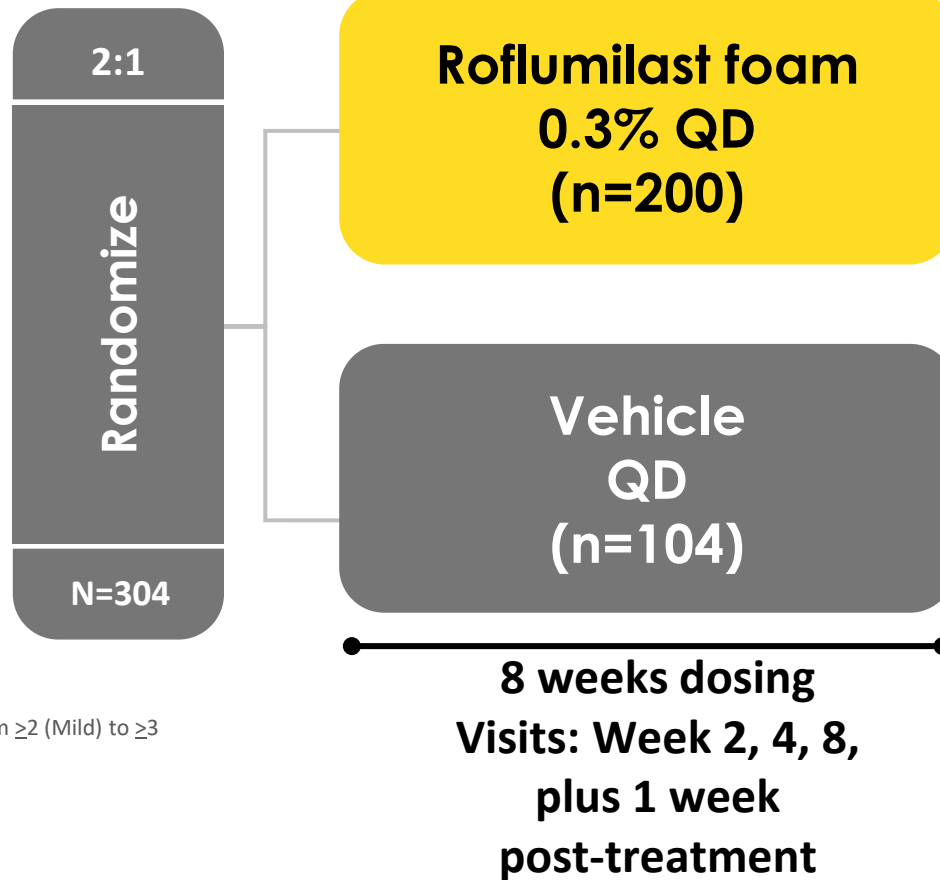 2:1
Randomize
N=304
Roflumilast foam
0.3% QD
(n=200)
Vehicle
QD
(n=104)
8 weeks dosing
Visits: Week 2, 4, 8,
plus 1 week
post-treatment
≥2 (Mild) to ≥3